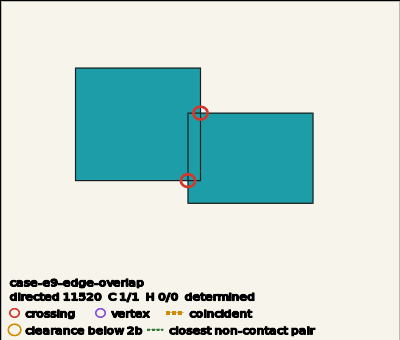 case-e9-edge-overlap
directed 11520 C 1/1 H 0/0 determined
crossing vertex coincident
clearance below 2b closest non-contact pair